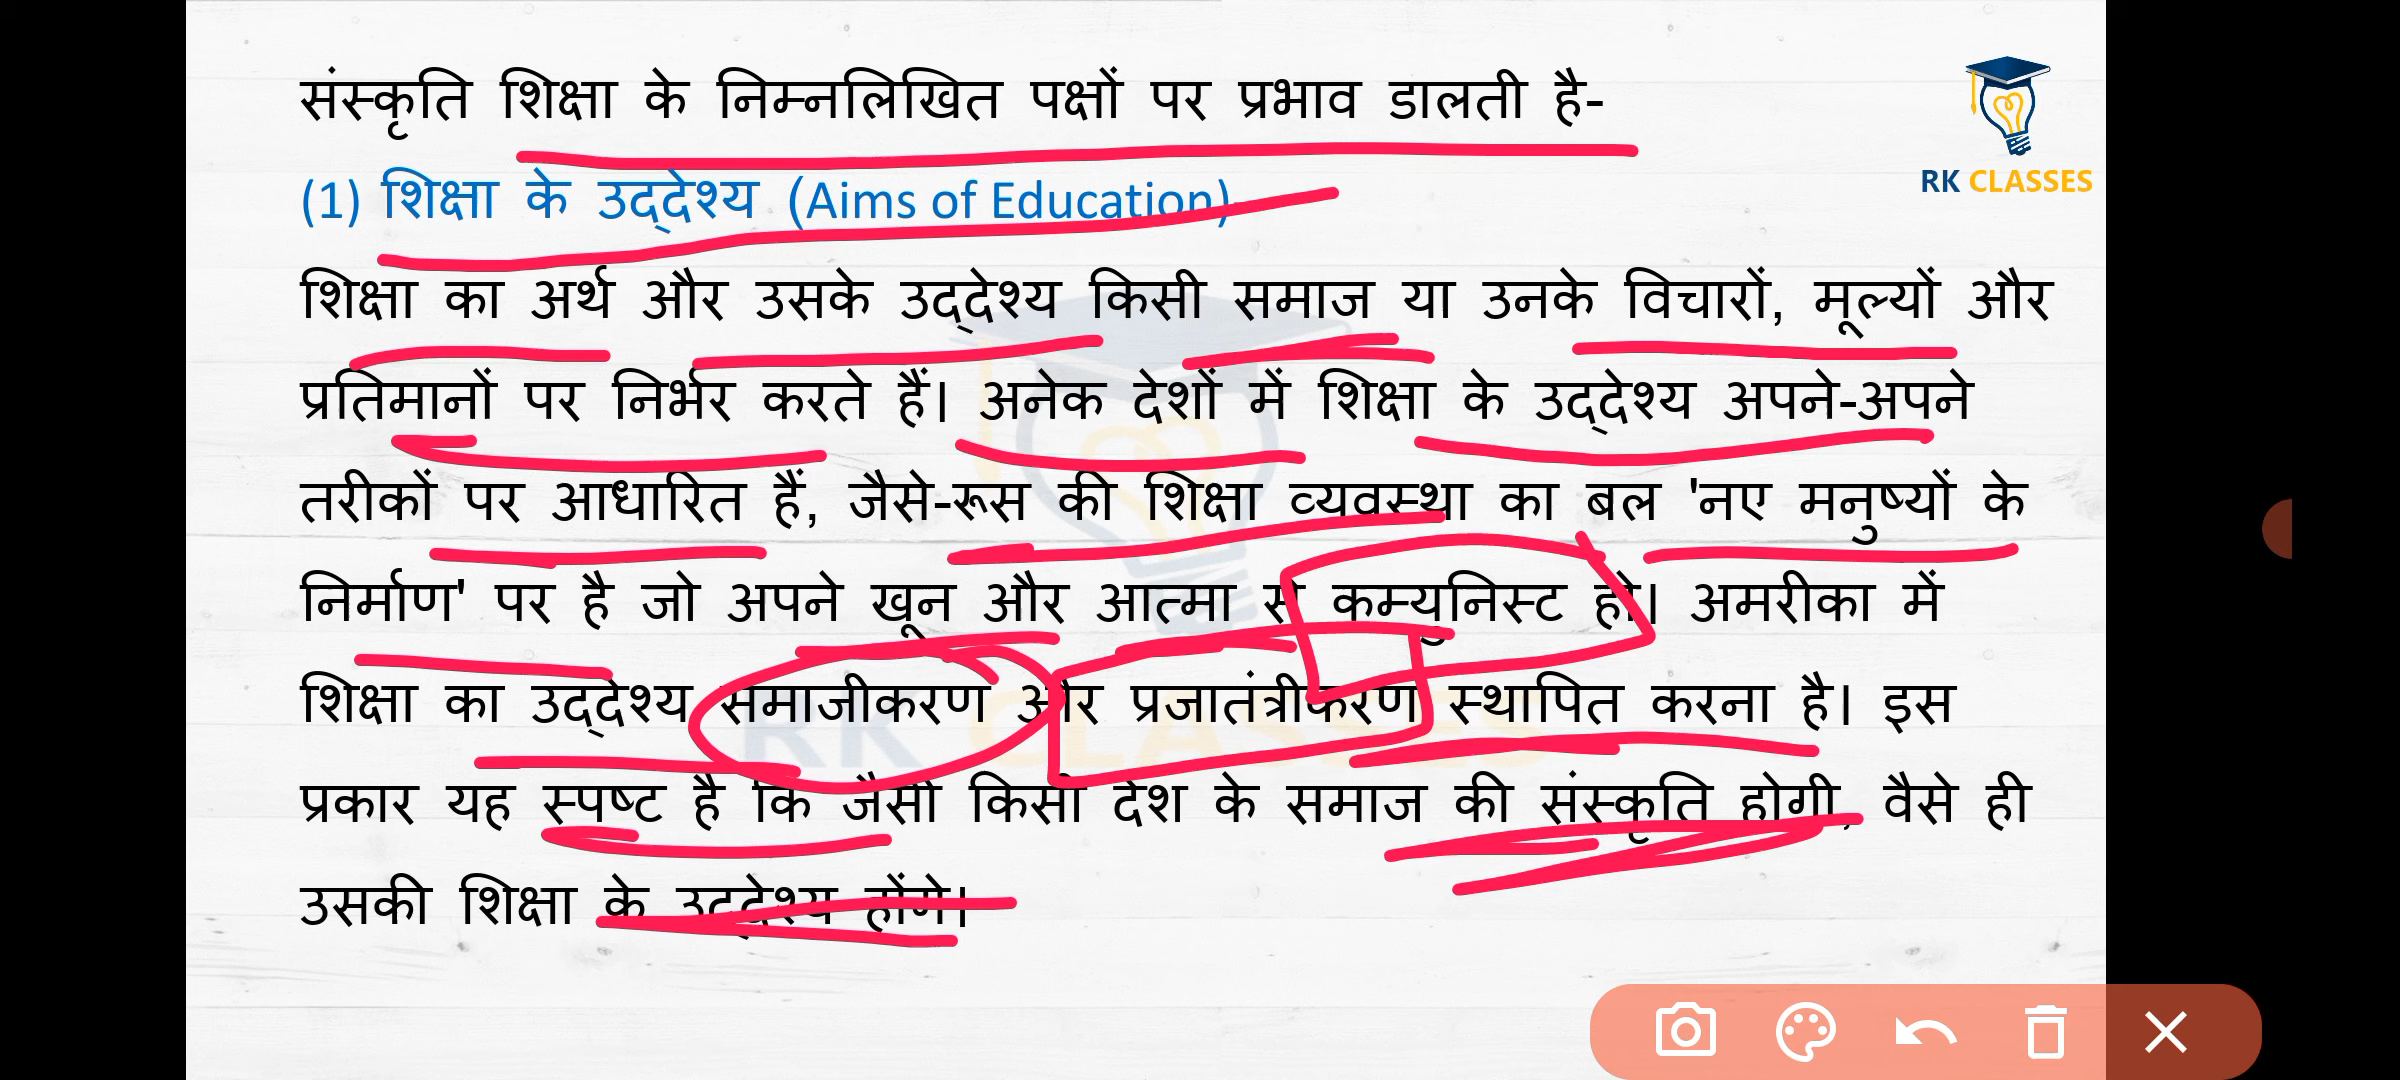 संस्कृति शिक्षा के निम्नलिखित पक्षों पर प्रभाव डालती है-
RK CLASSES
(1) शिक्षा के उद्देश्य (Aims of Education)
शिक्षा का अर्थ और उसके उद्देश्य किसी समाज या उनके विचारों, मूल्यों और
प्रतिमानों पर निर्भर करते हैं। अनेक देशों में शिक्षा के उद्देश्य अपने-अपने
तरीकों पर आधारित हैं, जैसे-रूस की शिक्षा व्यवस्था का बल 'नए मनुष्यों के
निर्माण' पर है जो अपने खून और आत्मा से कम्युनिस्ट हो। अमरीका में
शिक्षा का उद्देश्य समाजीकरण और प्रजातंत्रीकरण स्थापित करना है। इस
RK CLASSES
प्रकार यह स्पष्ट है कि जैसी किसी देश के समाज की संस्कृति होगी, वैसे ही
उसकी शिक्षा के उद्देश्य होंगे।